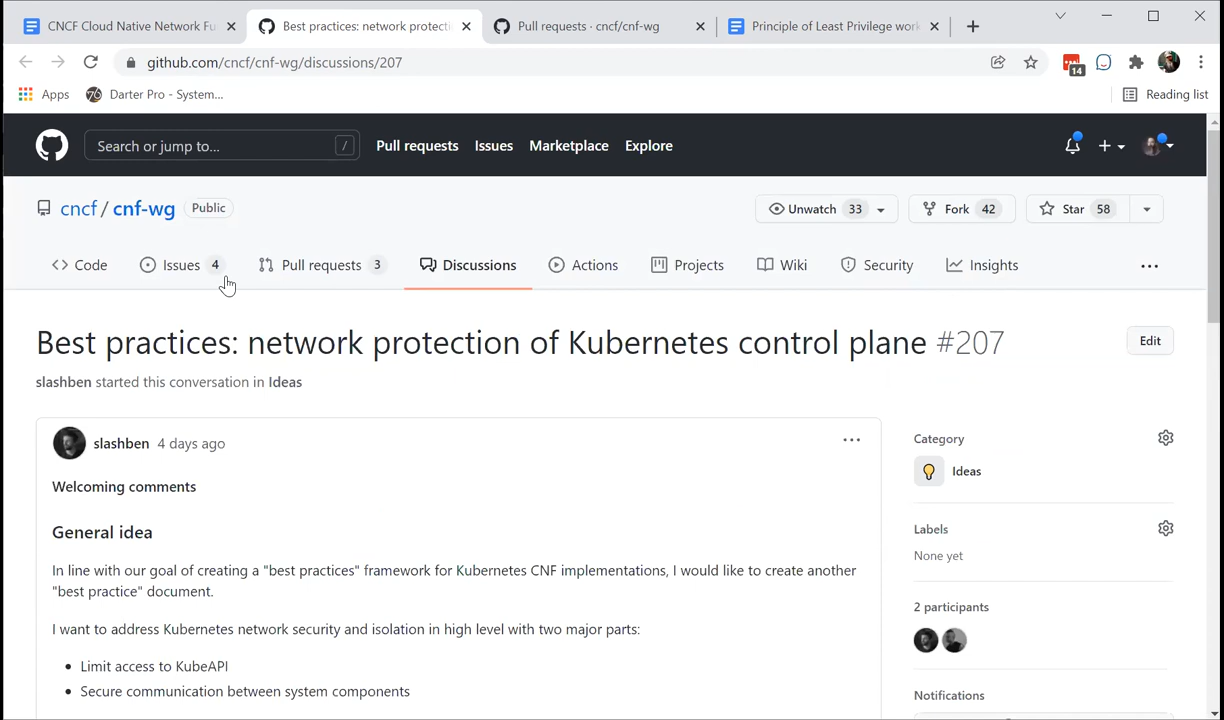 CNCF Cloud Native Network Fu
Best practices: network protecti
Pull requests · cncf/cnf-wg
Principle of Least Privilege work
github.com/cncf/cnf-wg/discussions/207
14
Apps
Darter Pro - System...
Reading list
Search or jump to...
/
Pull requests
Issues
Marketplace
Explore
cncf / cnf-wg
Public
Unwatch 33
Fork 42
Star 58
Code
Issues 4
Pull requests 3
Discussions
Actions
Projects
Wiki
Security
Insights
Best practices: network protection of Kubernetes control plane #207
Edit
slashben started this conversation in Ideas
slashben 4 days ago
Welcoming comments
General idea
In line with our goal of creating a "best practices" framework for Kubernetes CNF implementations, I would like to create another
"best practice" document.
I want to address Kubernetes network security and isolation in high level with two major parts:
• Limit access to KubeAPI
• Secure communication between system components
Category
Ideas
Labels
None yet
2 participants
Notifications